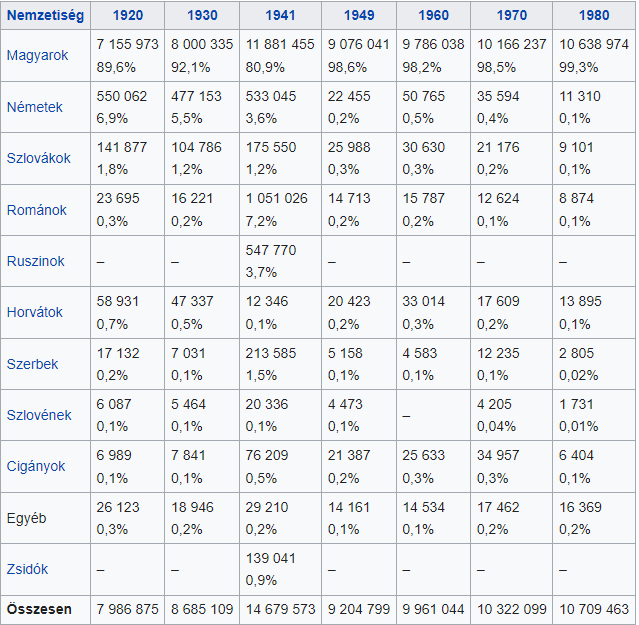 Nemzetiség 1920 1930 1941 1949 1960 1970 1980
Magyarok 7 155 973 8 000 335 11 881 455 9 076 041 9 786 038 10 166 237 10 638 974
89,6% 92,1% 80,9% 98,6% 98,2% 98,5% 99,3%
Németek 550 062 477 153 533 045 22 455 50 765 35 594 11 310
6,9% 5,5% 3,6% 0,2% 0,5% 0,4% 0,1%
Szlovákok 141 877 104 786 175 550 25 988 30 630 21 176 9 101
1,8% 1,2% 1,2% 0,3% 0,3% 0,2% 0,1%
Románok 23 695 16 221 1 051 026 14 713 15 787 12 624 8 874
0,3% 0,2% 7,2% 0,2% 0,2% 0,1% 0,1%
Ruszinok – – 547 770 – – – –
3,7%
Horvátok 58 931 47 337 12 346 20 423 33 014 17 609 13 895
0,7% 0,5% 0,1% 0,2% 0,3% 0,2% 0,1%
Szerbek 17 132 7 031 213 585 5 158 4 583 12 235 2 805
0,2% 0,1% 1,5% 0,1% 0,1% 0,1% 0,02%
Szlovének 6 087 5 464 20 336 4 473 – 4 205 1 731
0,1% 0,1% 0,1% 0,1% 0,04% 0,01%
Cigányok 6 989 7 841 76 209 21 387 25 633 34 957 6 404
0,1% 0,1% 0,5% 0,2% 0,3% 0,3% 0,1%
Egyéb 26 123 18 946 29 210 14 161 14 534 17 462 16 369
0,3% 0,2% 0,2% 0,1% 0,1% 0,2% 0,2%
Zsidók – – 139 041 – – – –
0,9%
Összesen 7 986 875 8 685 109 14 679 573 9 204 799 9 961 044 10 322 099 10 709 463